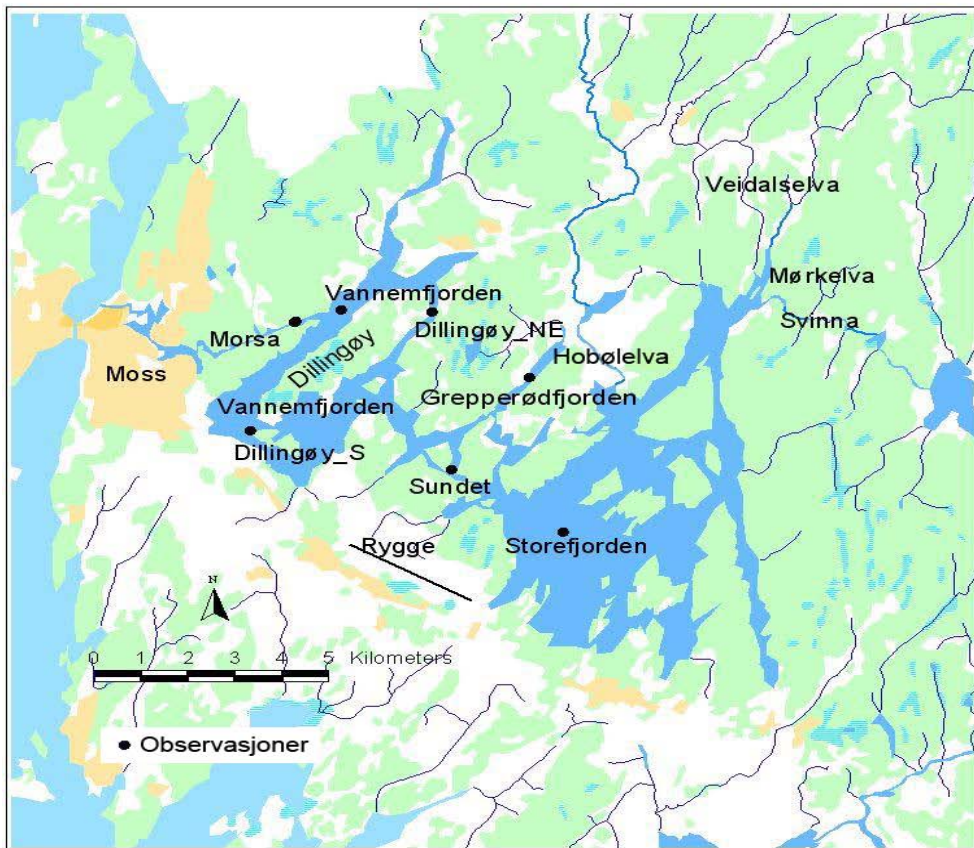 Veidalselva
Mørkelva
Vannemfjorden
Svinna
Morsa
Dillingøy_NE
Dillingøy
Hobølelva
Moss
Grepperødfjorden
Vannemfjorden
Dillingøy_S
Sundet
Rygge
Storefjorden
N
0 1 2 3 4 5 Kilometers
Observasjoner